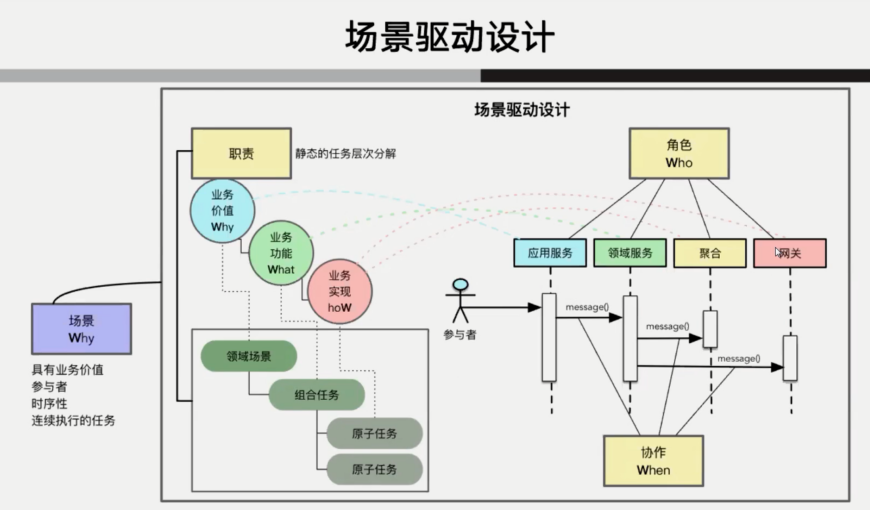 场景驱动设计
场景驱动设计
职责
静态的任务层次分解
角色
Who
业务
价值
Why
业务
功能
What
业务
实现
hoW
应用服务
领域服务
聚合
网关
参与者
message()
message()
message()
场景
Why
具有业务价值
参与者
时序性
连续执行的任务
领域场景
组合任务
原子任务
原子任务
协作
When